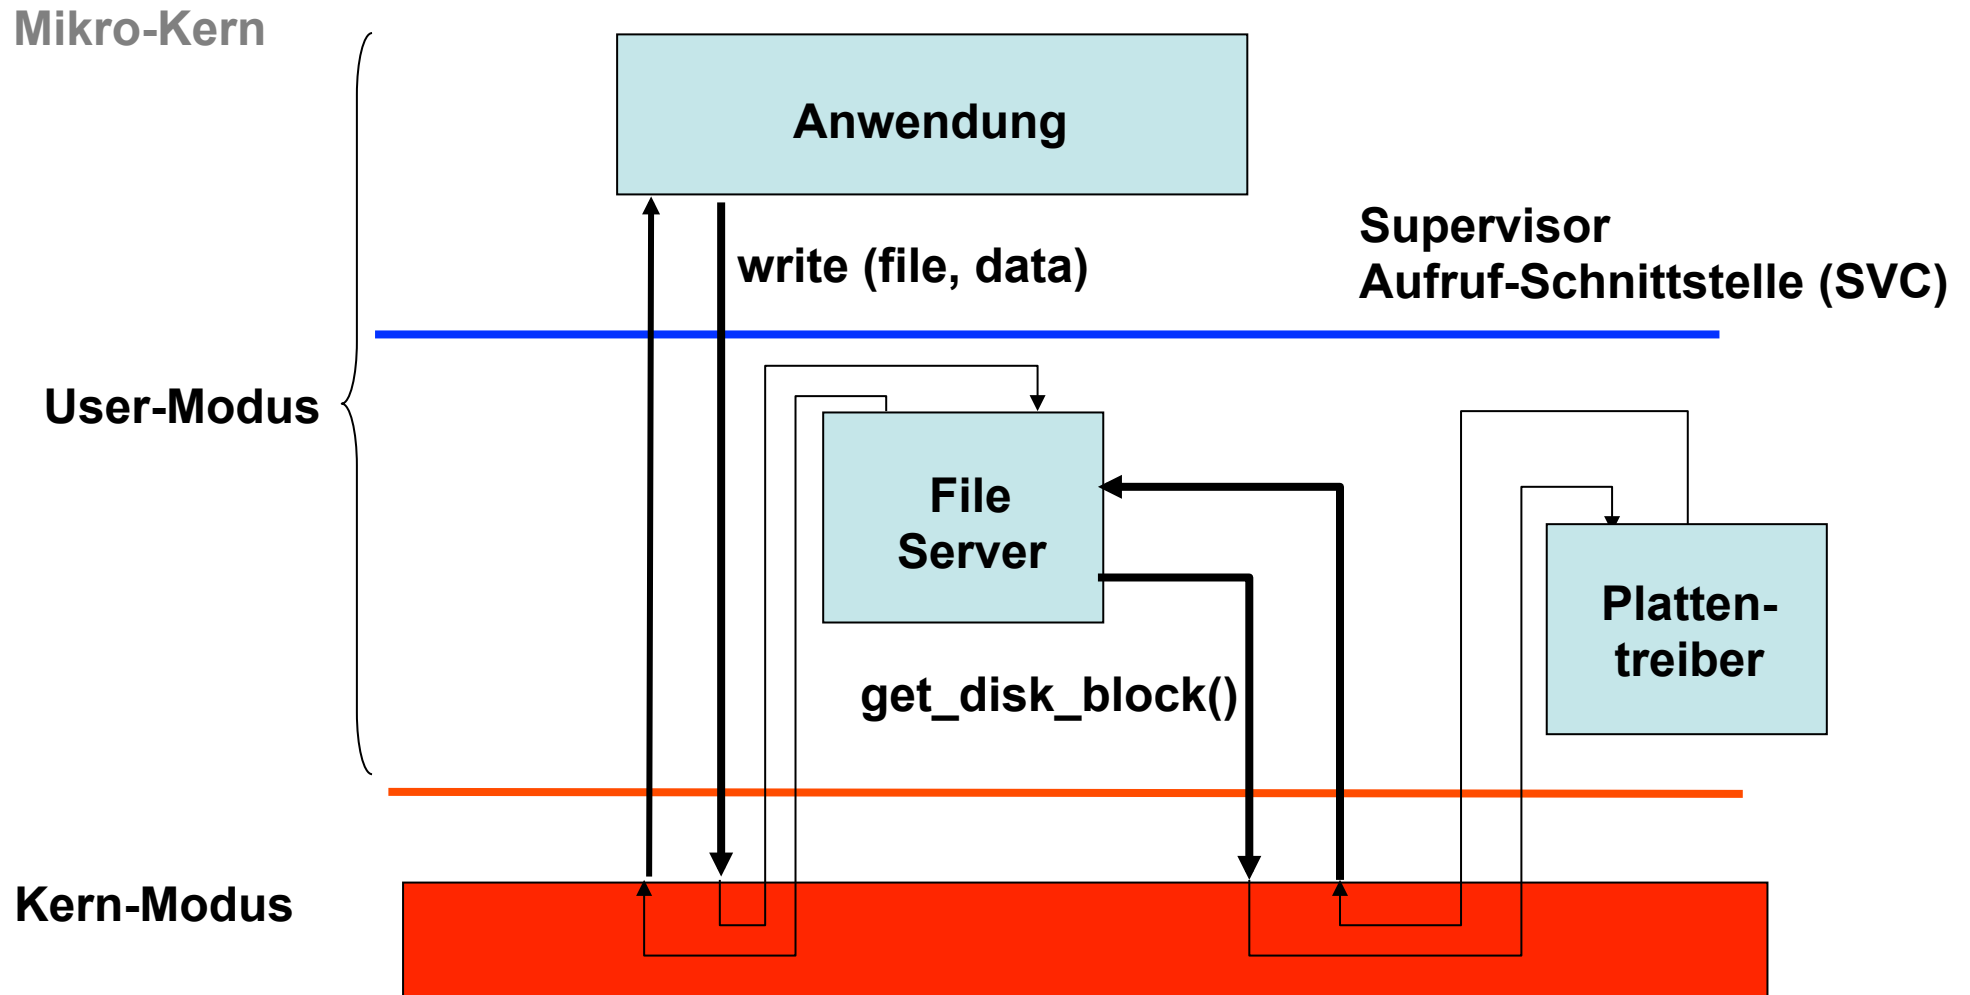 Mikro-Kern
Anwendung
write (file, data)
Supervisor
Aufruf-Schnittstelle (SVC)
User-Modus
File
Server
Platten-
treiber
get_disk_block()
Kern-Modus